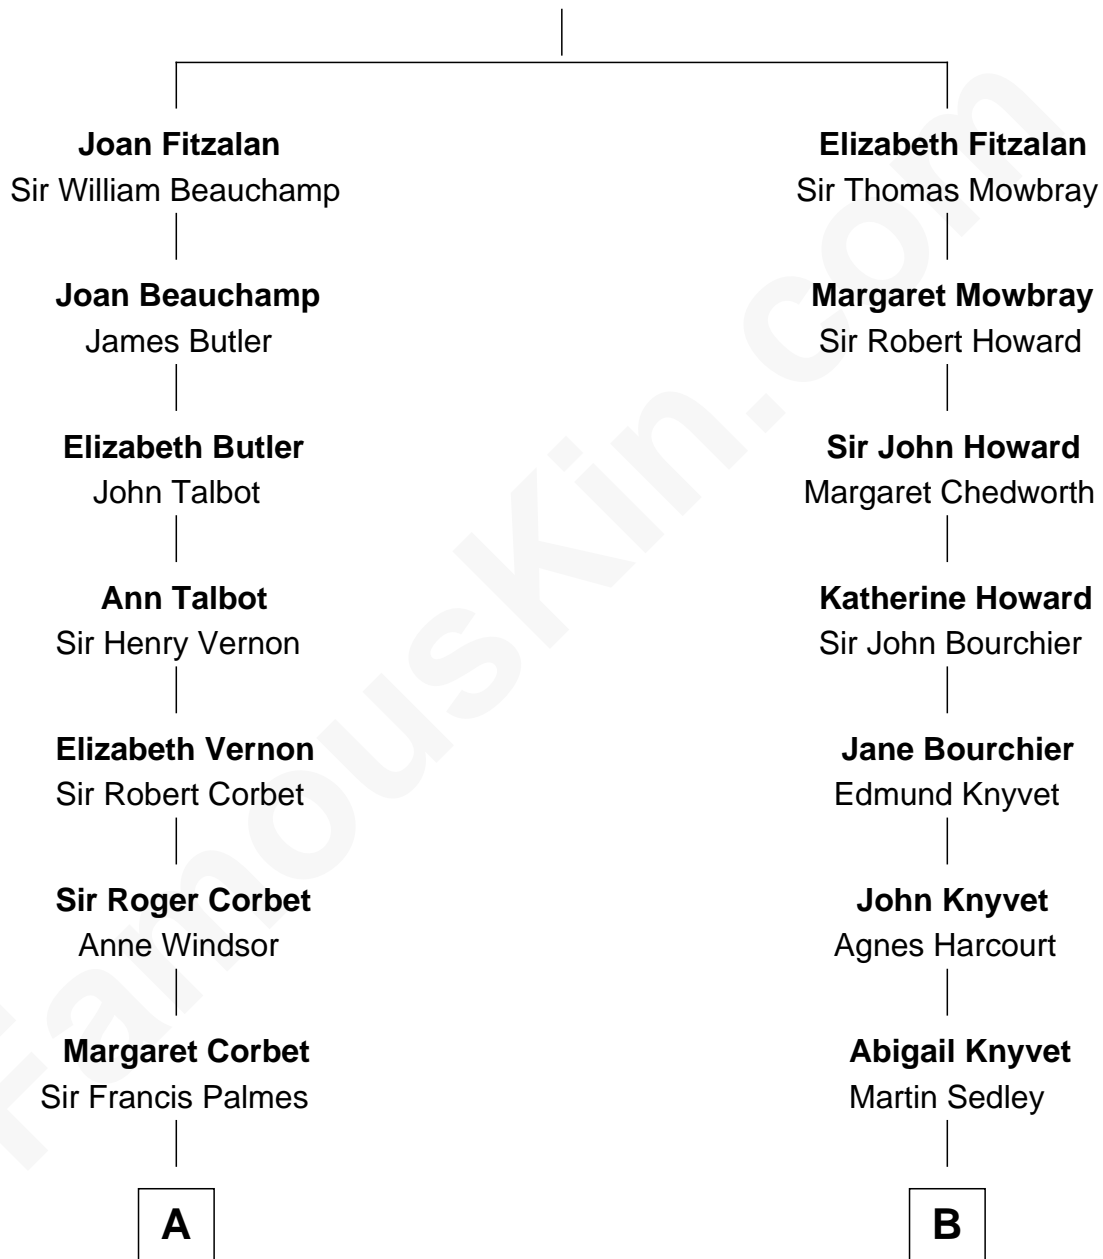 Joan Fitzalan
Sir William Beauchamp
Elizabeth Fitzalan
Sir Thomas Mowbray
Joan Beauchamp
James Butler
Margaret Mowbray
Sir Robert Howard
Elizabeth Butler
John Talbot
Sir John Howard
Margaret Chedworth
Ann Talbot
Sir Henry Vernon
Katherine Howard
Sir John Bourchier
Elizabeth Vernon
Sir Robert Corbet
Jane Bourchier
Edmund Knyvet
Sir Roger Corbet
Anne Windsor
John Knyvet
Agnes Harcourt
Margaret Corbet
Sir Francis Palmes
Abigail Knyvet
Martin Sedley
A
B
FamousKin.com